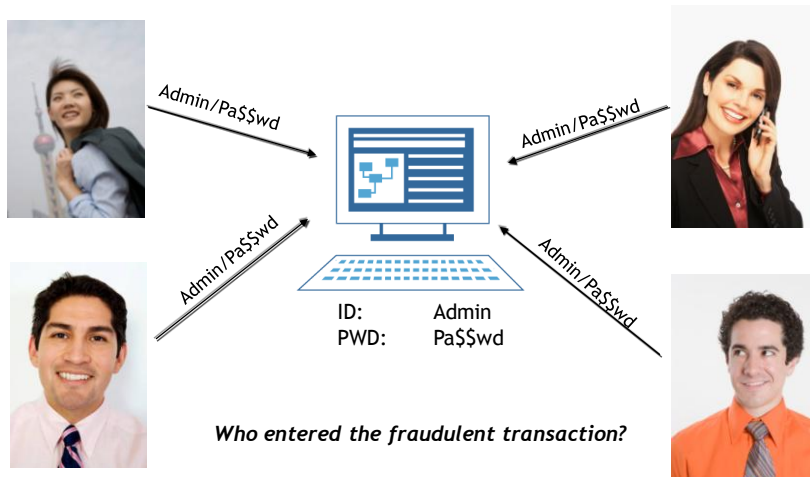 Admin/Pa$$wd
Admin/Pa$$wd
Admin/Pa$$wd
Admin/Pa$$wd
ID: Admin
PWD: Pa$$wd
Who entered the fraudulent transaction?